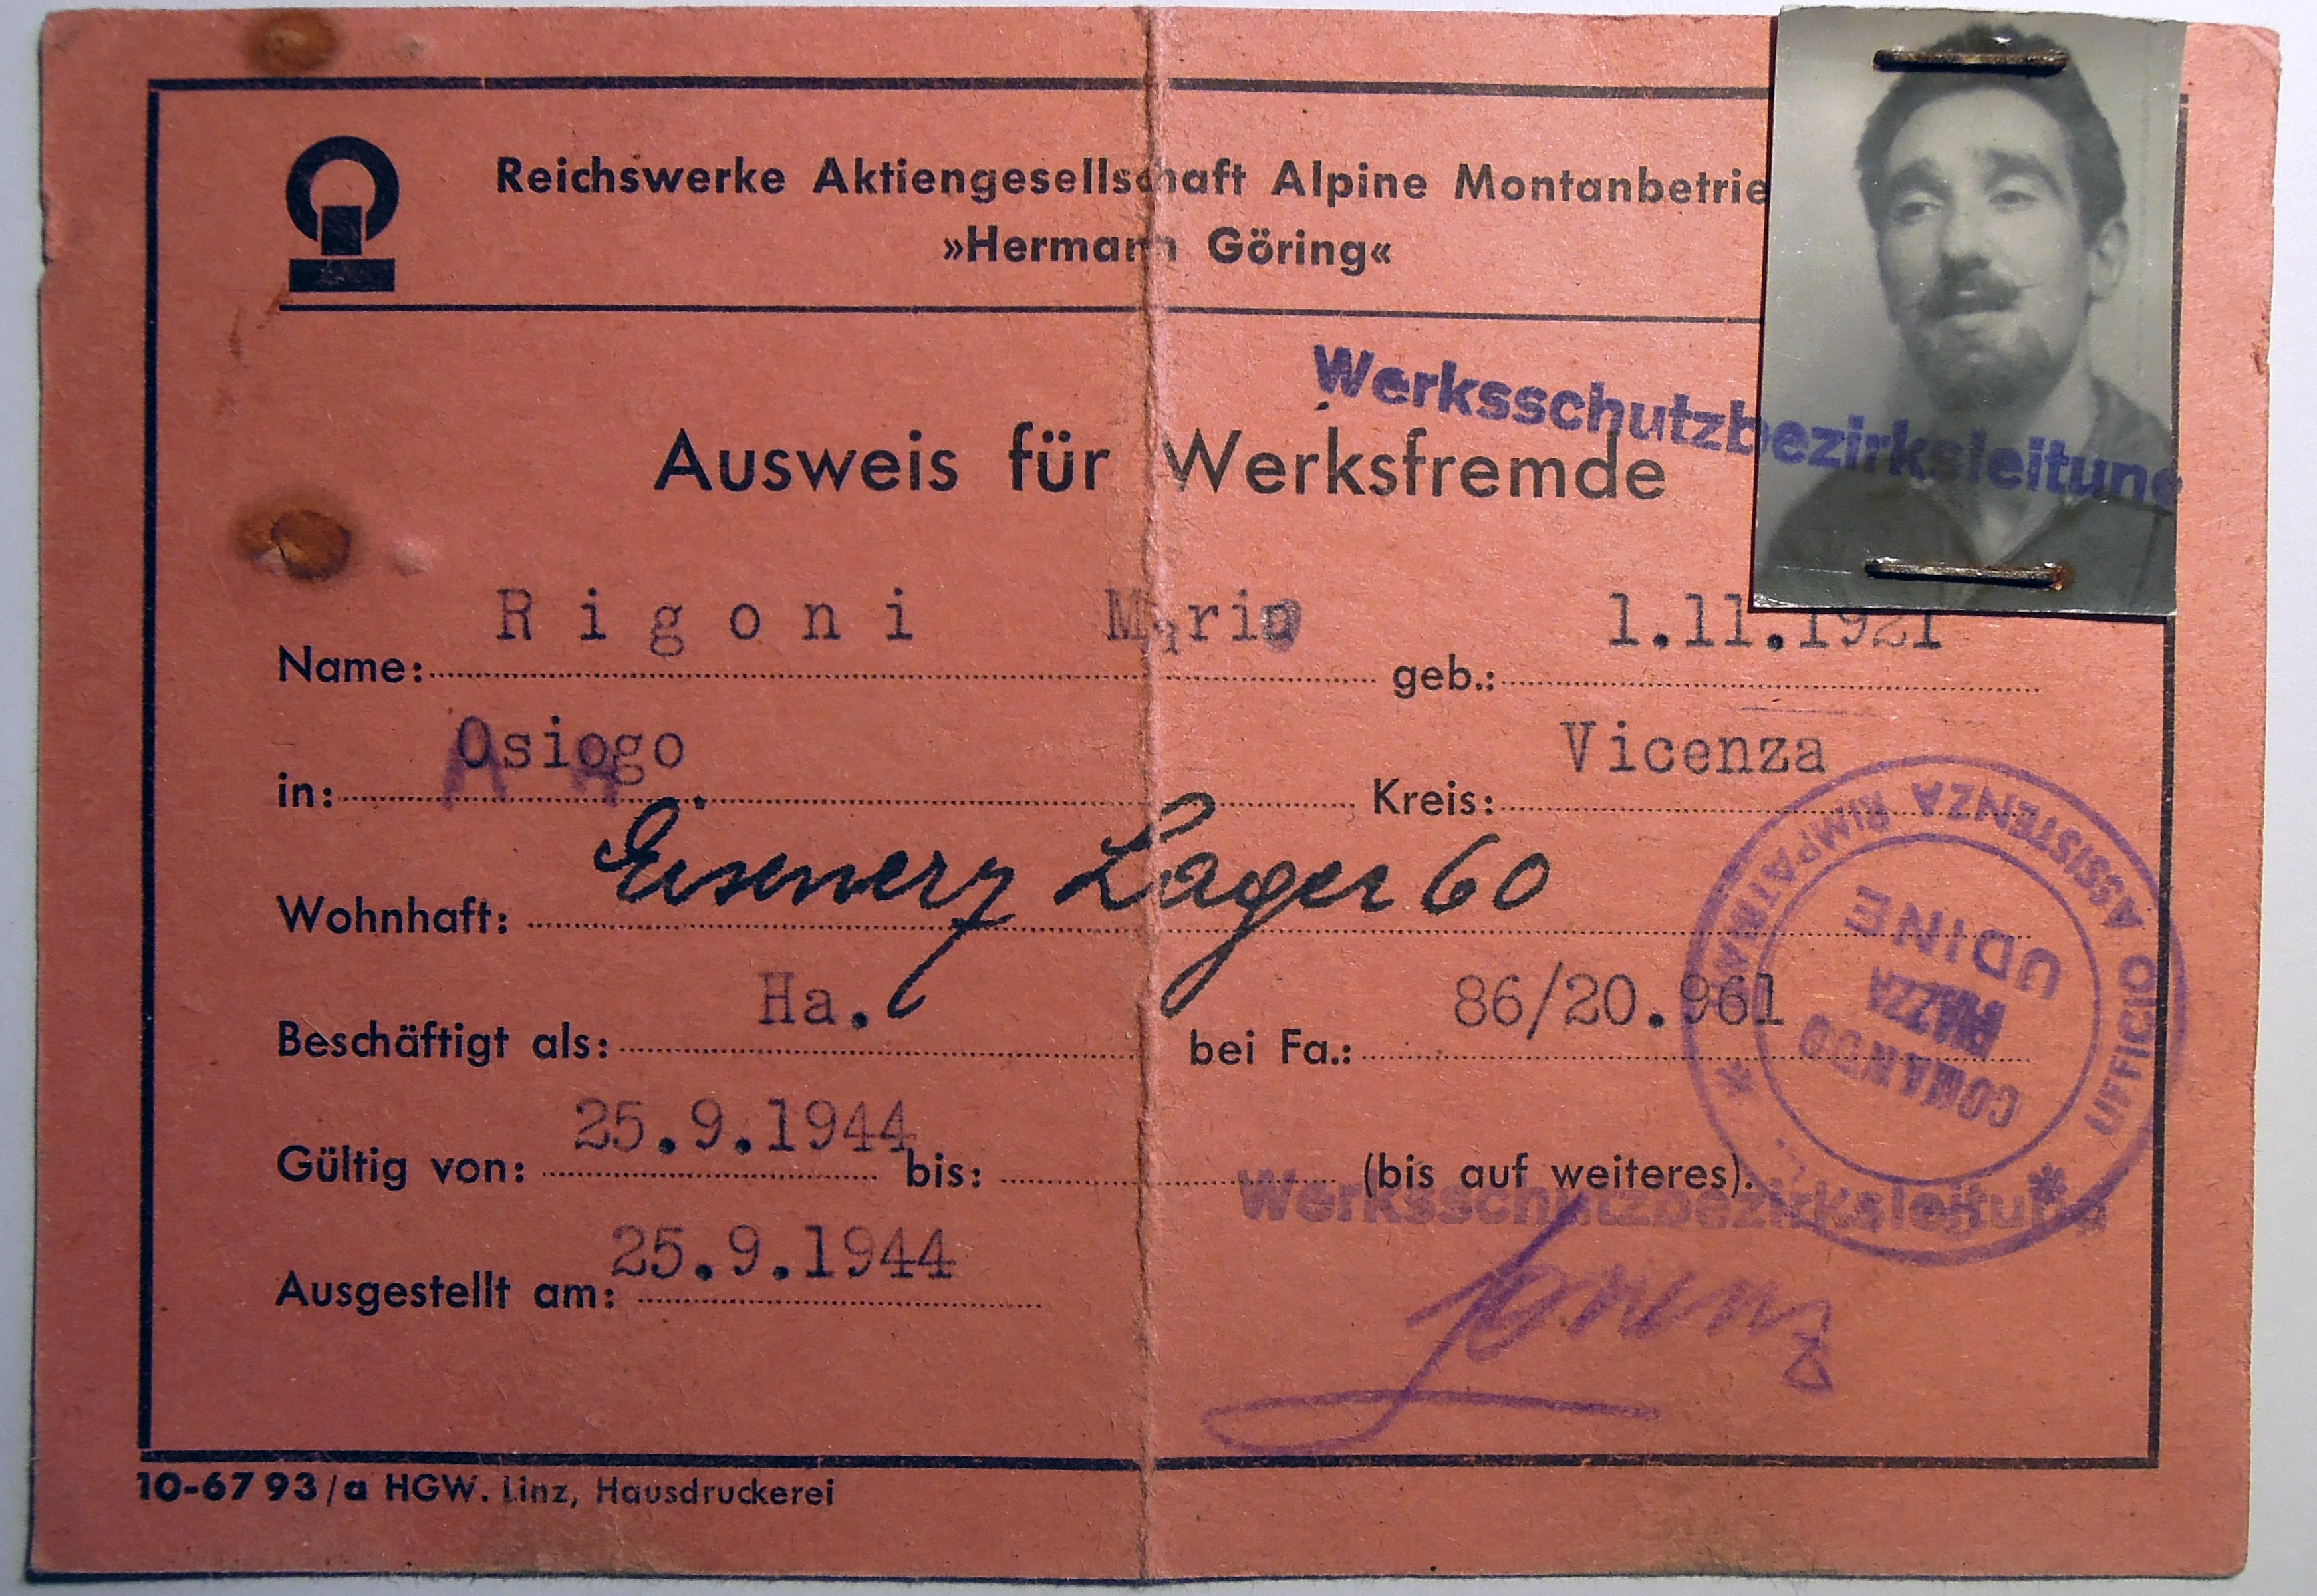 Reichswerke Aktiengesellschaft Alpine Montanbetrie
»Hermann Göring«
Werksschutzbezirksleitung
Ausweis für Werksfremde
Name: Rigoni Mario geb.: 1.11.1921
in: Osiogo Kreis: Vicenza
A A
Wohnhaft: Eisenerz Lager 60
Beschäftigt als: Ha. bei Fa.: 86/20.961
Gültig von: 25.9.1944 bis: (bis auf weiteres).
Werksschutzbezirksleitung
Ausgestellt am: 25.9.1944
UFFICIO ASSISTENZA RIMPATRIATI
COMANDO
PIAZZA
UDINE
10-67 93/a HGW. Linz, Hausdruckerei